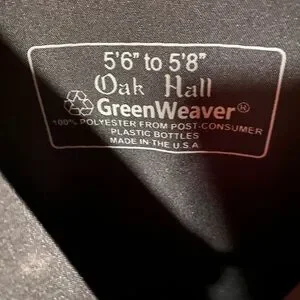 5'6" to 5'8"
Oak Hall
GreenWeaver®
100% POLYESTER FROM POST-CONSUMER
PLASTIC BOTTLES
MADE IN THE U.S.A.